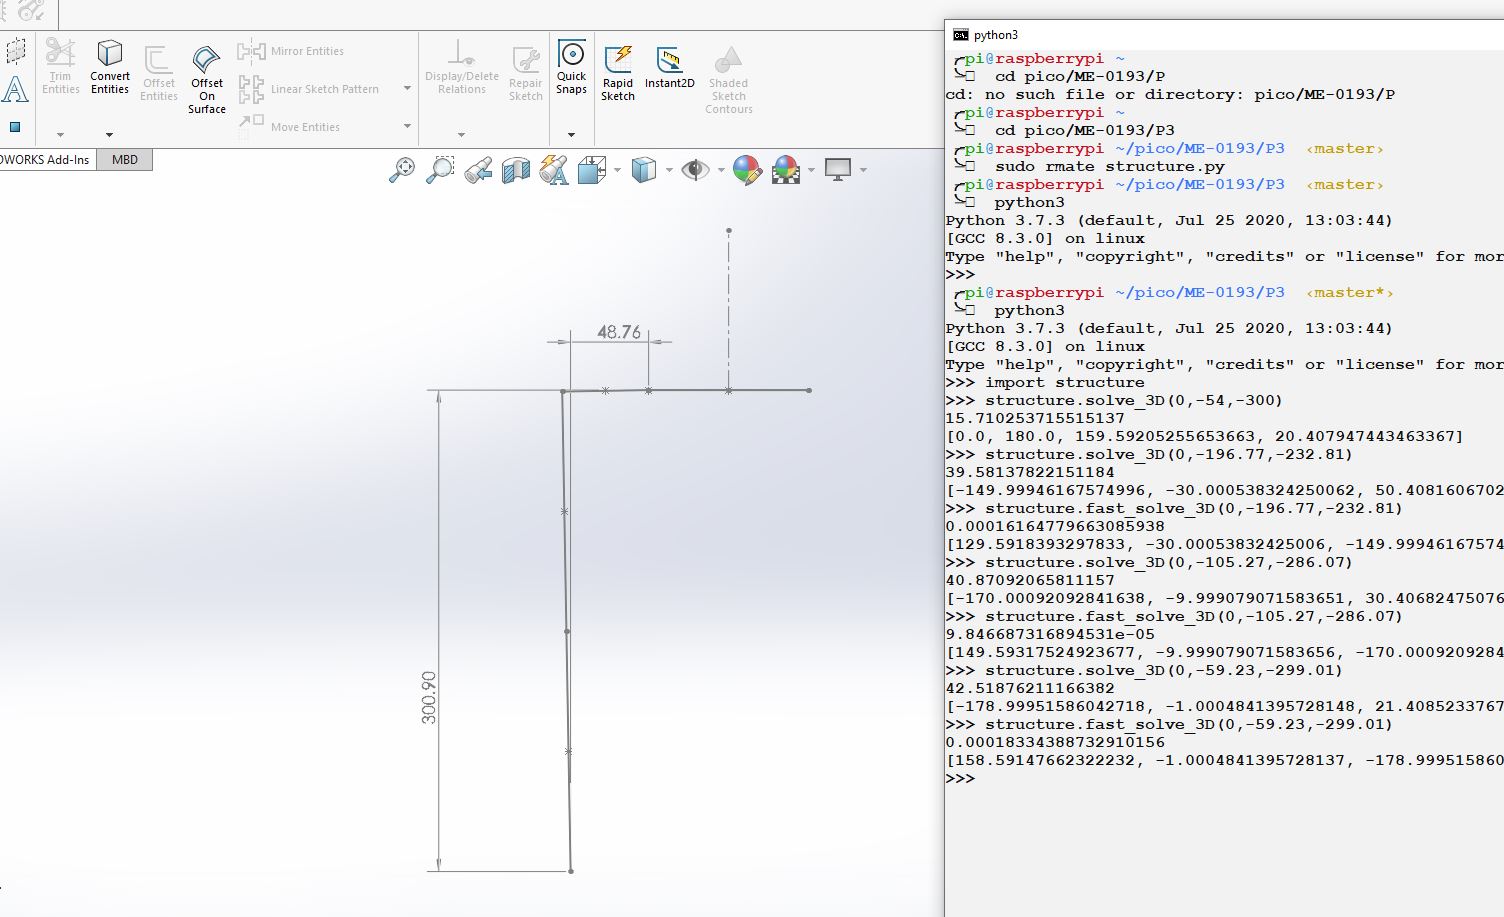 Trim
Entities
Convert
Entities
Offset
Entities
Offset
On
Surface
Mirror Entities
Linear Sketch Pattern
Move Entities
Display/Delete
Relations
Repair
Sketch
Quick
Snaps
Rapid
Sketch
Instant2D
Shaded
Sketch
Contours
DWORKS Add-Ins
MBD
48.76
300.90
python3
pi@raspberrypi ~
cd pico/ME-0193/P
cd: no such file or directory: pico/ME-0193/P
pi@raspberrypi ~
cd pico/ME-0193/P3
pi@raspberrypi ~/pico/ME-0193/P3 ‹master›
sudo rmate structure.py
pi@raspberrypi ~/pico/ME-0193/P3 ‹master›
python3
Python 3.7.3 (default, Jul 25 2020, 13:03:44)
[GCC 8.3.0] on linux
Type "help", "copyright", "credits" or "license" for mor
>>>
pi@raspberrypi ~/pico/ME-0193/P3 ‹master*›
python3
Python 3.7.3 (default, Jul 25 2020, 13:03:44)
[GCC 8.3.0] on linux
Type "help", "copyright", "credits" or "license" for mor
>>> import structure
>>> structure.solve_3D(0,-54,-300)
15.710253715515137
[0.0, 180.0, 159.59205255653663, 20.407947443463367]
>>> structure.solve_3D(0,-196.77,-232.81)
39.58137822151184
[-149.99946167574996, -30.000538324250062, 50.4081606702
>>> structure.fast_solve_3D(0,-196.77,-232.81)
0.00016164779663085938
[129.5918393297833, -30.00053832425006, -149.99946167574
>>> structure.solve_3D(0,-105.27,-286.07)
40.87092065811157
[-170.00092092841638, -9.999079071583651, 30.40682475076
>>> structure.fast_solve_3D(0,-105.27,-286.07)
9.846687316894531e-05
[149.59317524923677, -9.999079071583656, -170.0009209284
>>> structure.solve_3D(0,-59.23,-299.01)
42.51876211166382
[-178.99951586042718, -1.0004841395728148, 21.4085233767
>>> structure.fast_solve_3D(0,-59.23,-299.01)
0.00018334388732910156
[158.59147662322232, -1.0004841395728137, -178.999515860
>>>